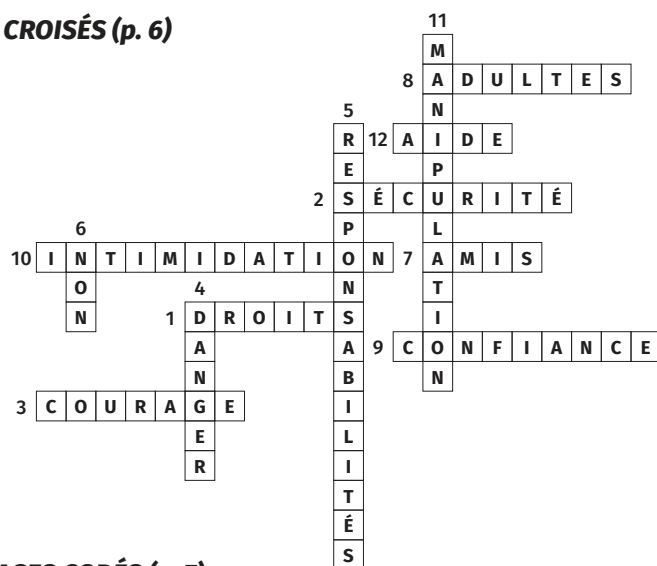 CROISÉS (p. 6)
11
M
8 ADULTES
5 N
R 12 AIDE
E P
2 SÉCURITÉ
6 P L
10 INTIMIDATION 7 AMIS
O 4 N T
N 1 DROITS I
A A 9 CONFIANCE
N B N
3 COURAGE I
E L
R I
T
É
S